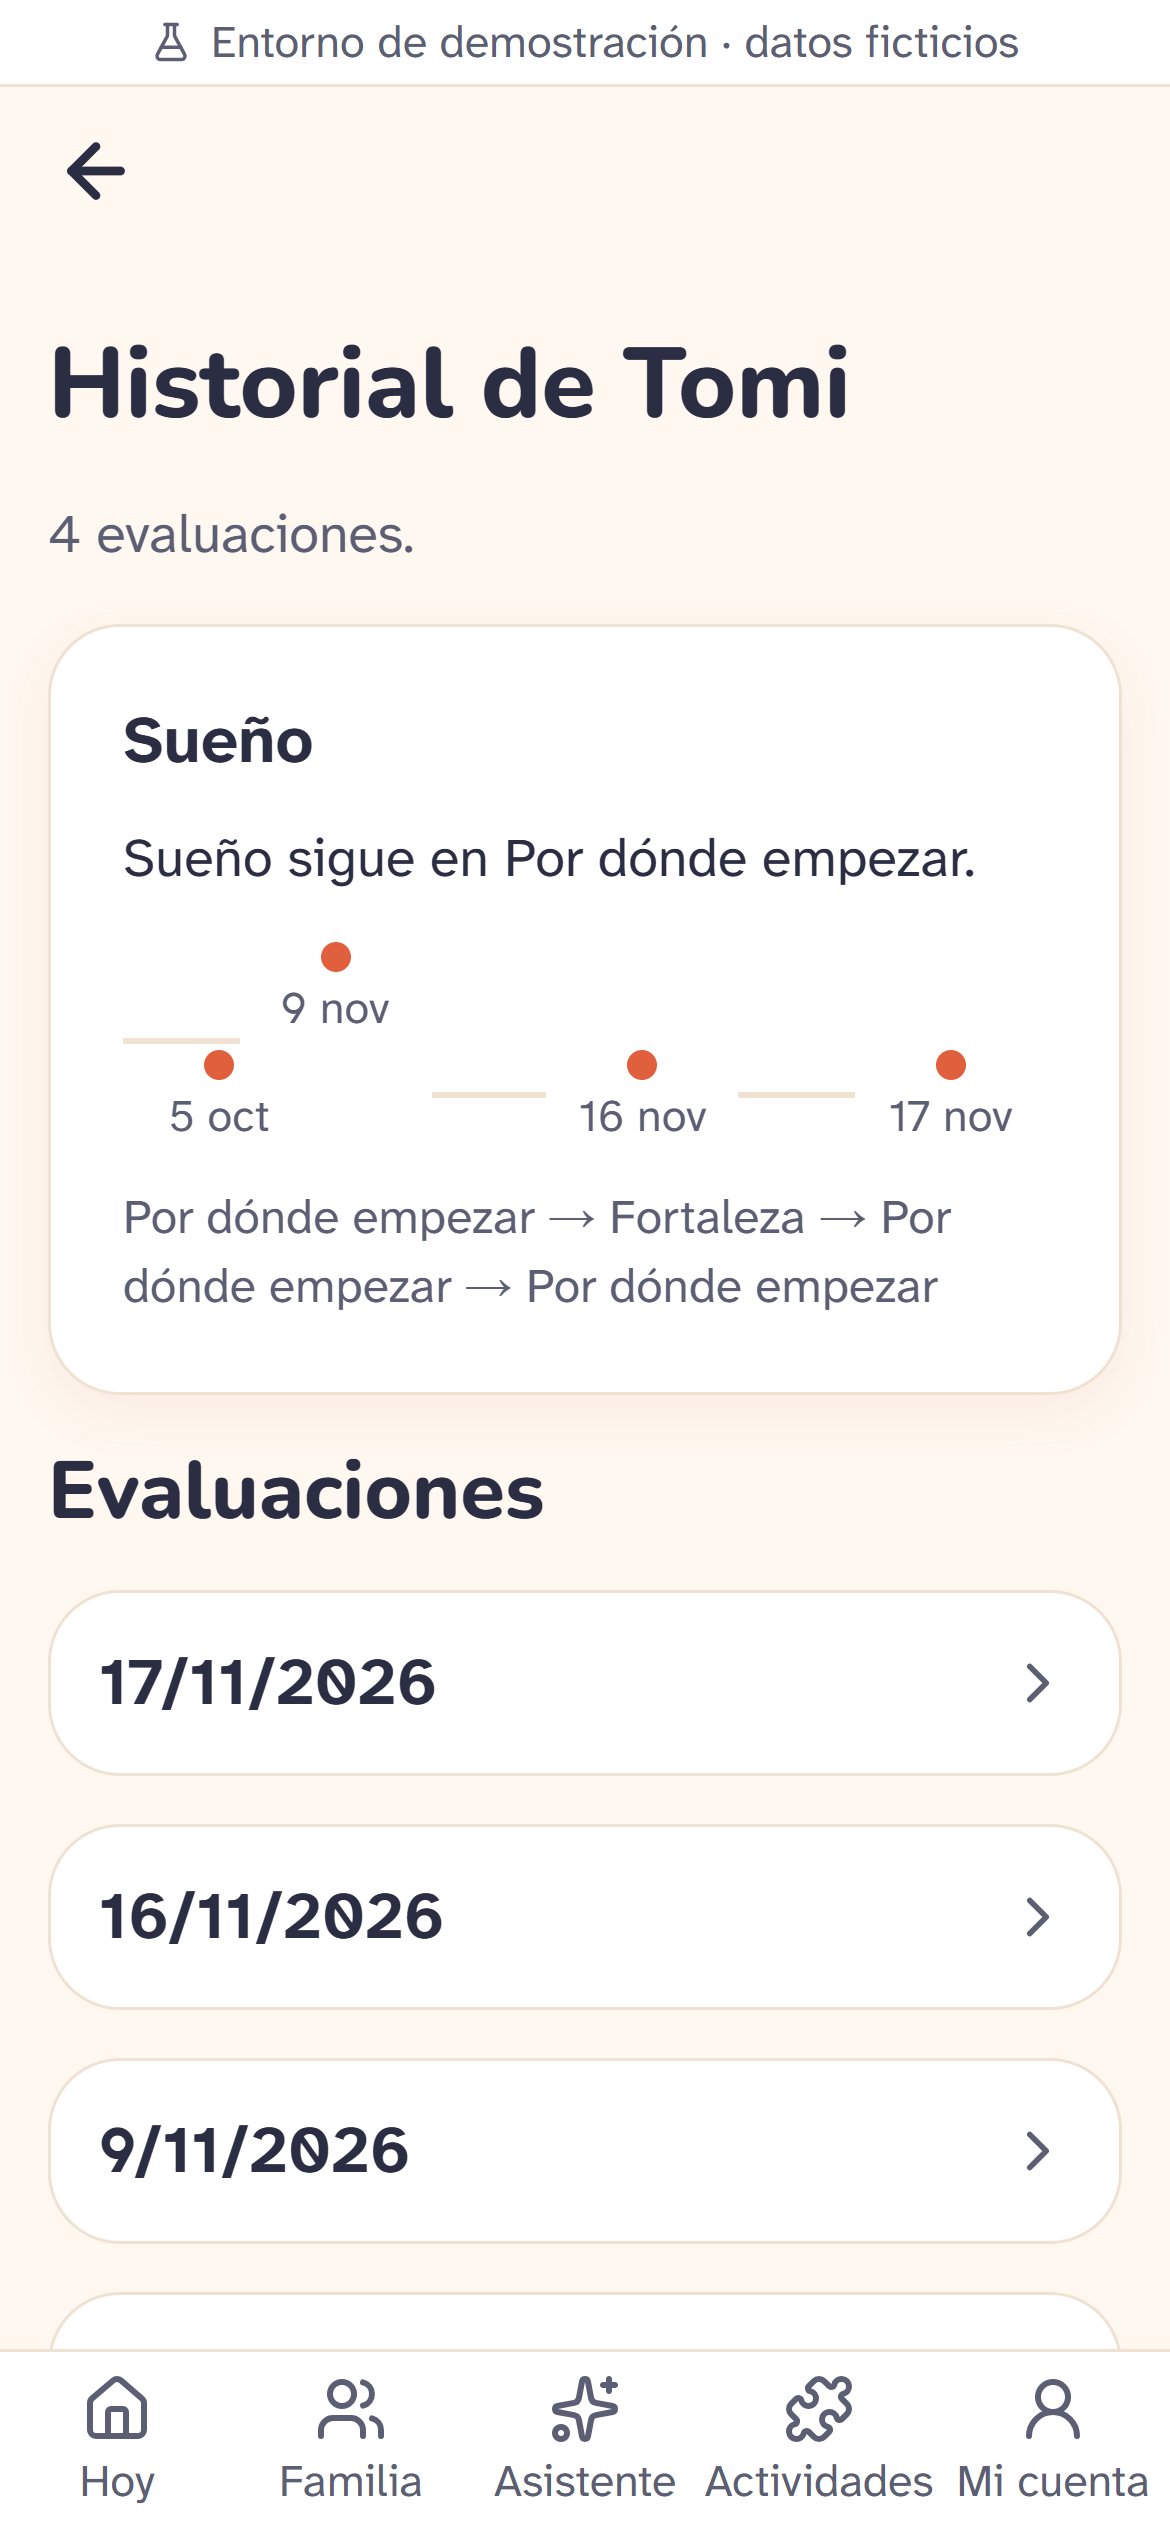 Entorno de demostración · datos ficticios
Historial de Tomi
4 evaluaciones.
Sueño
Sueño sigue en Por dónde empezar.
9 nov
5 oct
16 nov
17 nov
Por dónde empezar → Fortaleza → Por
dónde empezar → Por dónde empezar
Evaluaciones
17/11/2026
16/11/2026
9/11/2026
Hoy
Familia
Asistente
Actividades
Mi cuenta